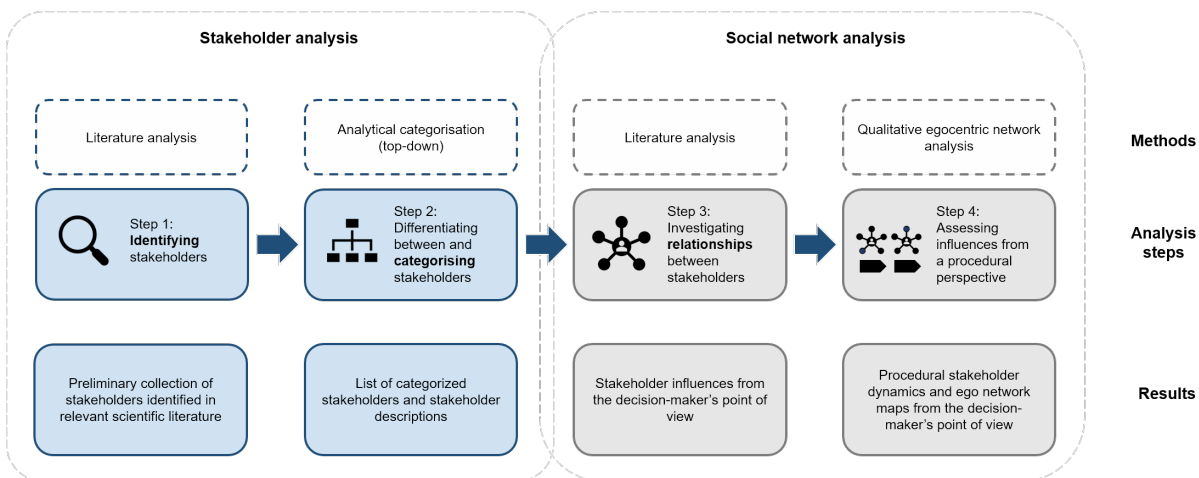 Stakeholder analysis
Social network analysis
Literature analysis
Analytical categorisation
(top-down)
Literature analysis
Qualitative egocentric network
analysis
Methods
Step 1:
Identifying
stakeholders
Step 2:
Differentiating
between and
categorising
stakeholders
Step 3:
Investigating
relationships
between
stakeholders
Step 4:
Assessing
influences from
a procedural
perspective
Analysis
steps
Preliminary collection of
stakeholders identified in
relevant scientific literature
List of categorized
stakeholders and stakeholder
descriptions
Stakeholder influences from
the decision-maker’s point of
view
Procedural stakeholder
dynamics and ego network
maps from the decision-
maker’s point of view
Results